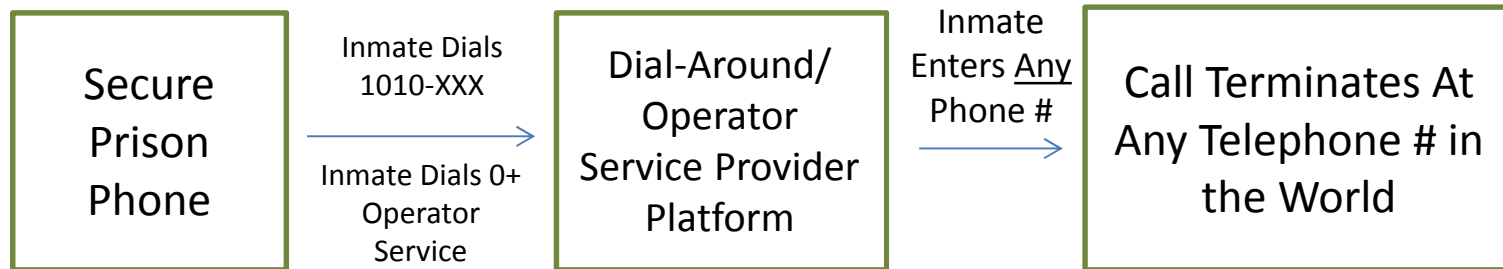 Secure
Prison
Phone
Inmate Dials
1010-XXX
Inmate Dials 0+
Operator
Service
Dial-Around/
Operator
Service Provider
Platform
Inmate
Enters Any
Phone #
Call Terminates At
Any Telephone # in
the World